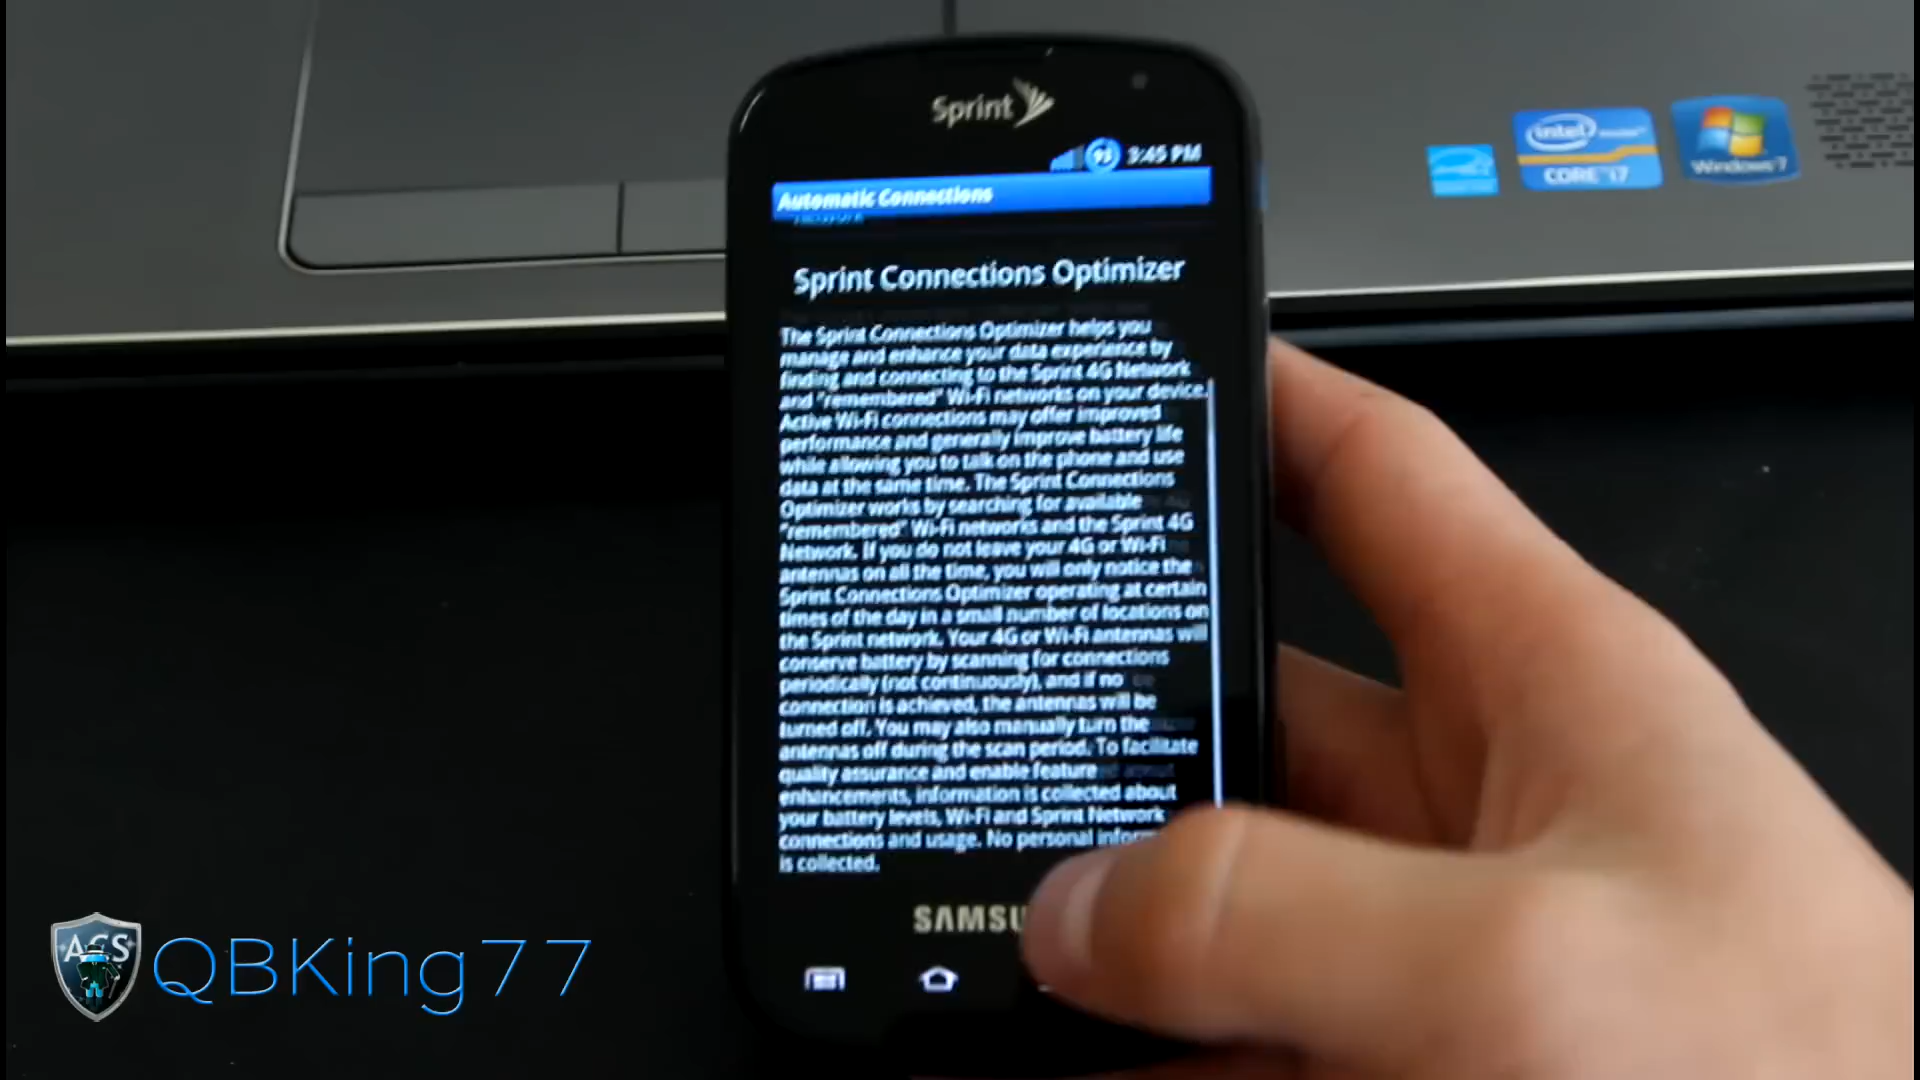 Sprint
intel
CORE i7
Windows 7
93 3:45 PM
Automatic Connections
Network
Sprint Connections Optimizer
The Sprint Connections Optimizer helps you
manage and enhance your data experience by
finding and connecting to the Sprint 4G Network
and "remembered" Wi-Fi networks on your device.
Active Wi-Fi connections may offer improved
performance and generally improve battery life
while allowing you to talk on the phone and use
data at the same time. The Sprint Connections
Optimizer works by searching for available
"remembered" Wi-Fi networks and the Sprint 4G
Network. If you do not leave your 4G or Wi-Fi
antennas on all the time, you will only notice the
Sprint Connections Optimizer operating at certain
times of the day in a small number of locations on
the Sprint network. Your 4G or Wi-Fi antennas will
conserve battery by scanning for connections
periodically (not continuously), and if no
connection is achieved, the antennas will be
turned off. You may also manually turn the
antennas off during the scan period. To facilitate
quality assurance and enable feature
enhancements, information is collected about
your battery levels, Wi-Fi and Sprint Network
connections and usage. No personal infor
is collected.
SAMSU
ACS
QBKing77